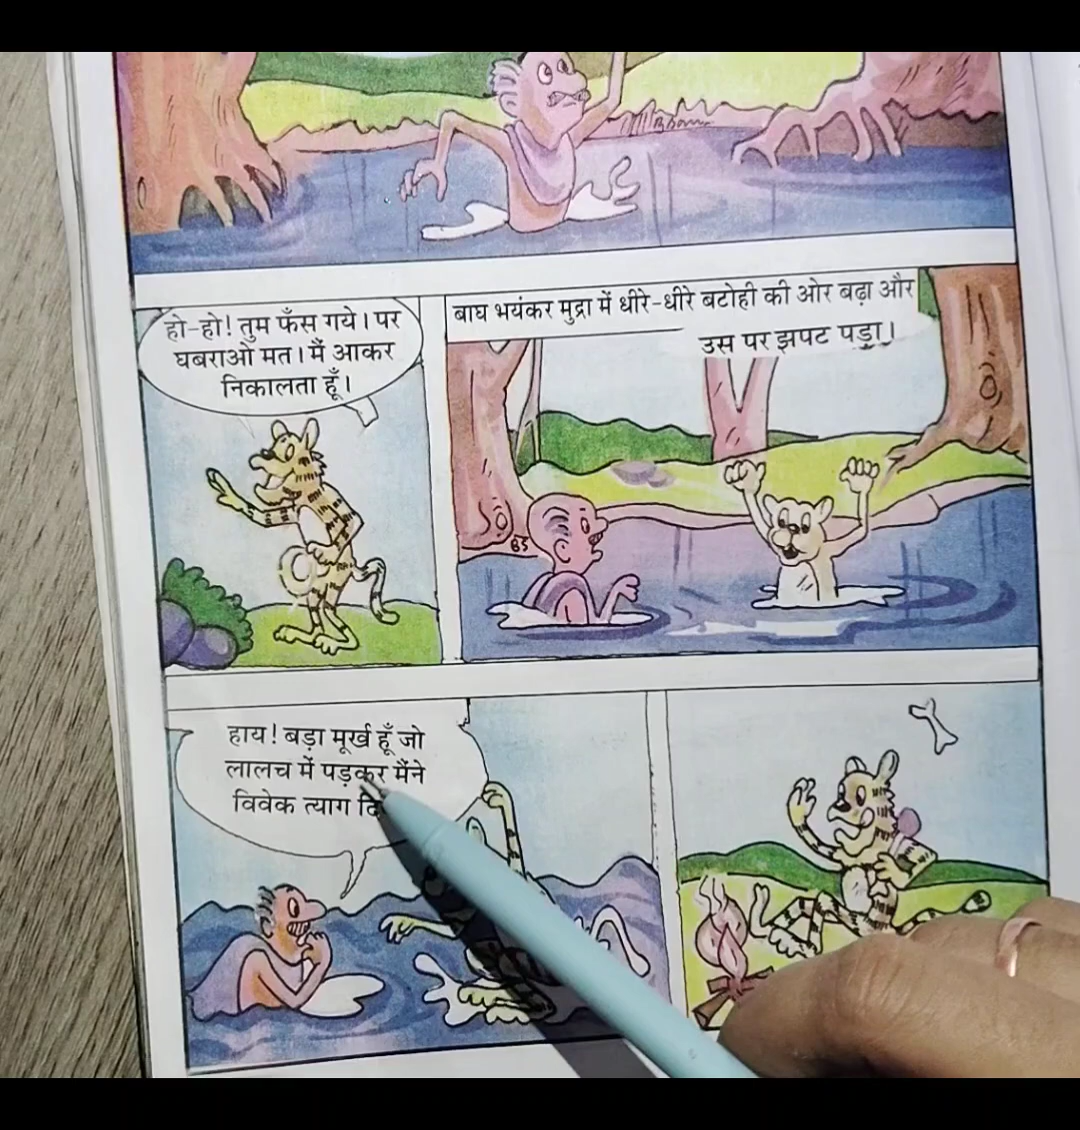 हो-हो! तुम फँस गये। पर
घबराओ मत। मैं आकर
निकालता हूँ।
बाघ भयंकर मुद्रा में धीरे-धीरे बटोही की ओर बढ़ा और
उस पर झपट पड़ा।
हाय! बड़ा मूर्ख हूँ जो
लालच में पड़कर मैंने
विवेक त्याग